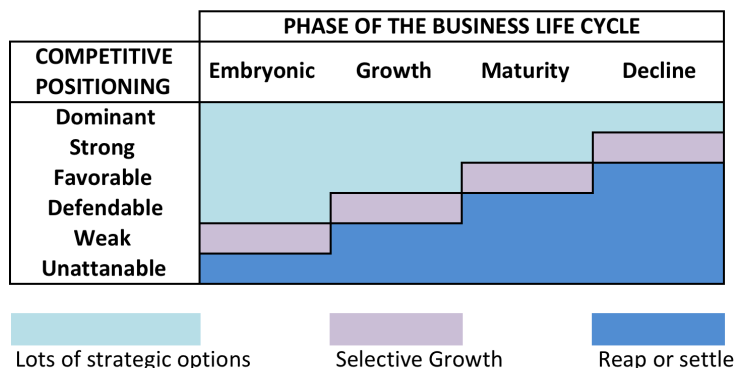 PHASE OF THE BUSINESS LIFE CYCLE
COMPETITIVE
POSITIONING
Embryonic Growth Maturity Decline
Dominant
Strong
Favorable
Defendable
Weak
Unattanable
Lots of strategic options Selective Growth Reap or settle